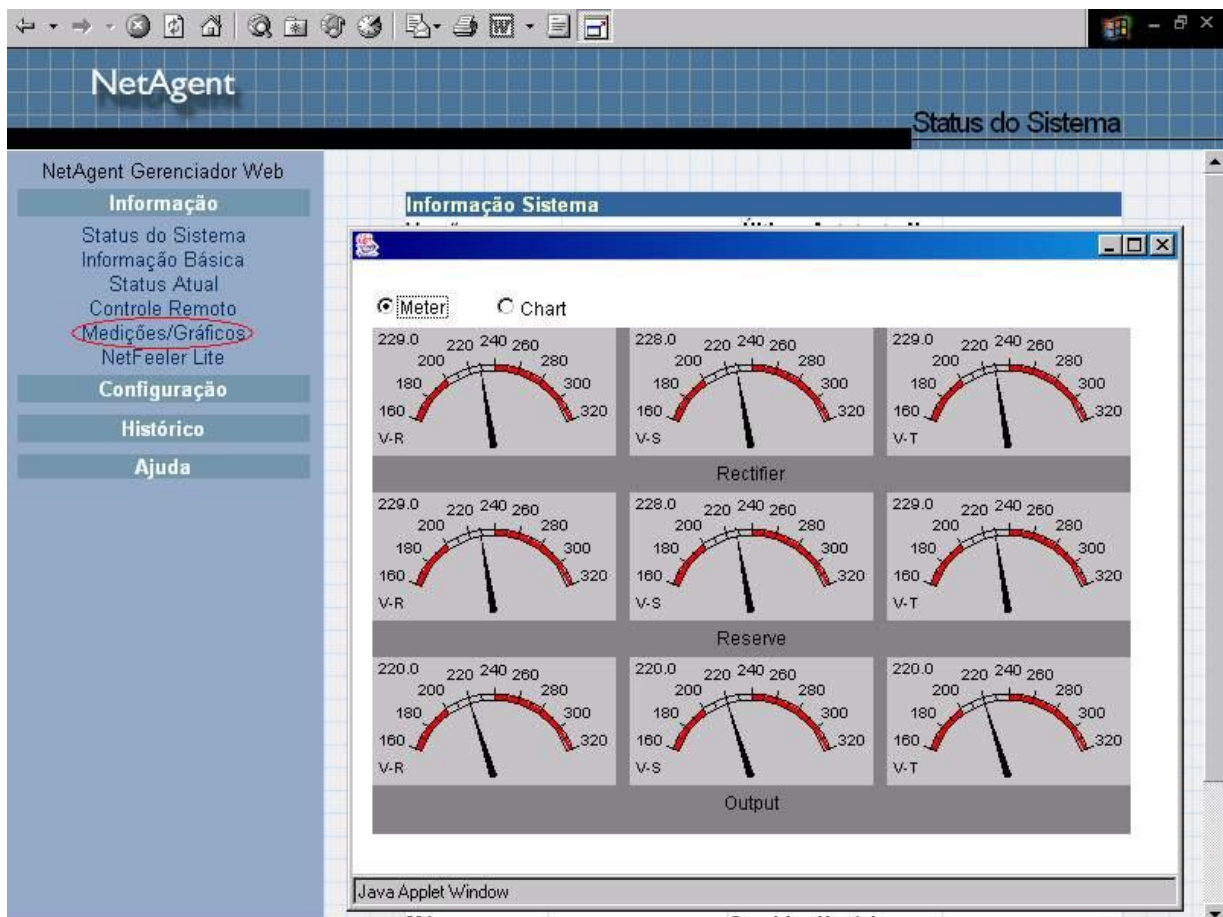 NetAgent
Status do Sistema
NetAgent Gerenciador Web
Informação
Status do Sistema
Informação Básica
Status Atual
Controle Remoto
Medições/Gráficos
NetFeeler Lite
Configuração
Histórico
Ajuda
Informação Sistema
Meter
Chart
229.0 160 180 200 220 240 260 280 300 320 V-R
228.0 160 180 200 220 240 260 280 300 320 V-S
229.0 160 180 200 220 240 260 280 300 320 V-T
Rectifier
229.0 160 180 200 220 240 260 280 300 320 V-R
228.0 160 180 200 220 240 260 280 300 320 V-S
229.0 160 180 200 220 240 260 280 300 320 V-T
Reserve
220.0 160 180 200 220 240 260 280 300 320 V-R
220.0 160 180 200 220 240 260 280 300 320 V-S
220.0 160 180 200 220 240 260 280 300 320 V-T
Output
Java Applet Window